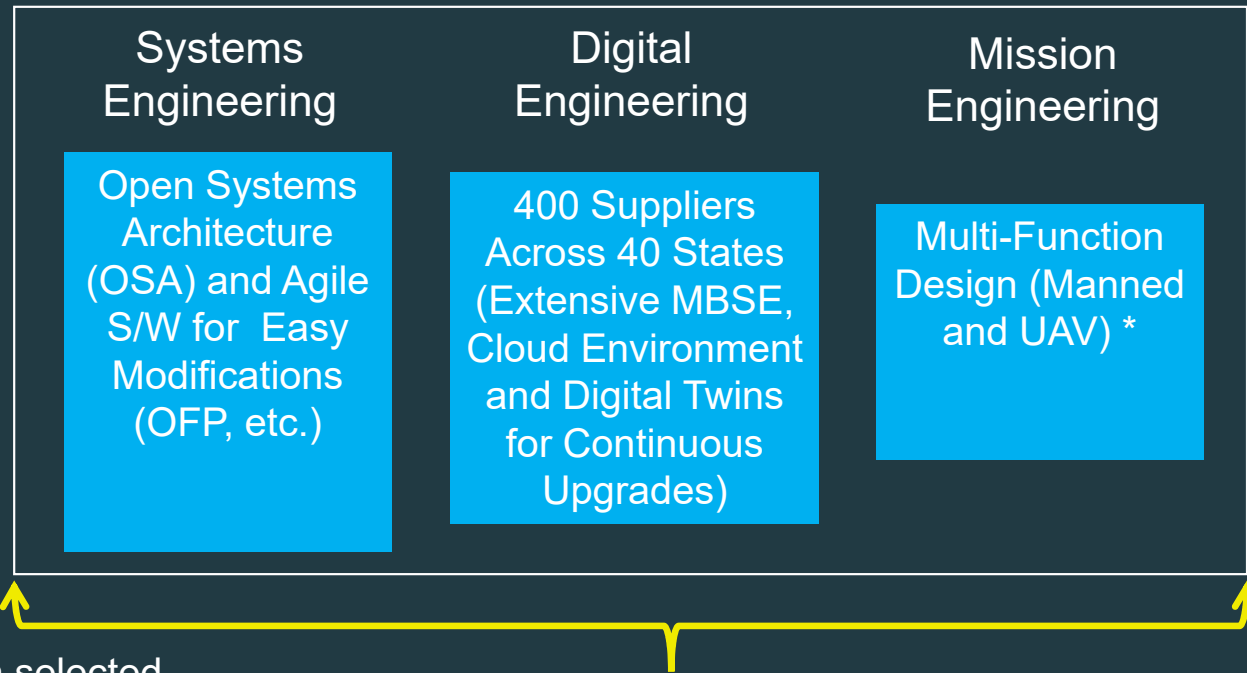 Systems
Engineering
Open Systems
Architecture
(OSA) and Agile
S/W for Easy
Modifications
(OFP, etc.)
Digital
Engineering
400 Suppliers
Across 40 States
(Extensive MBSE,
Cloud Environment
and Digital Twins
for Continuous
Upgrades)
Mission
Engineering
Multi-Function
Design (Manned
and UAV) *
selected